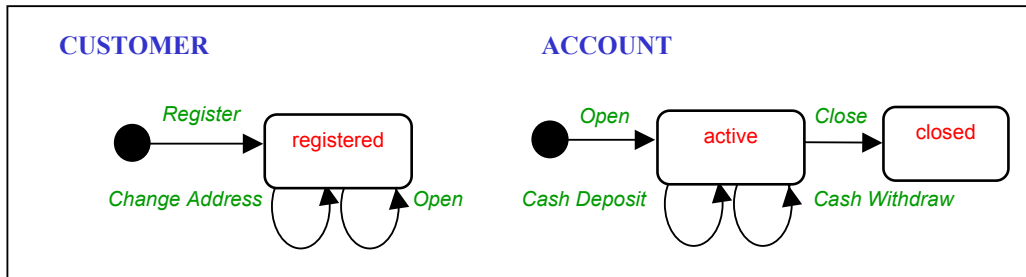 CUSTOMER
ACCOUNT
Register
registered
Change Address
Open
Open
active
Close
closed
Cash Deposit
Cash Withdraw